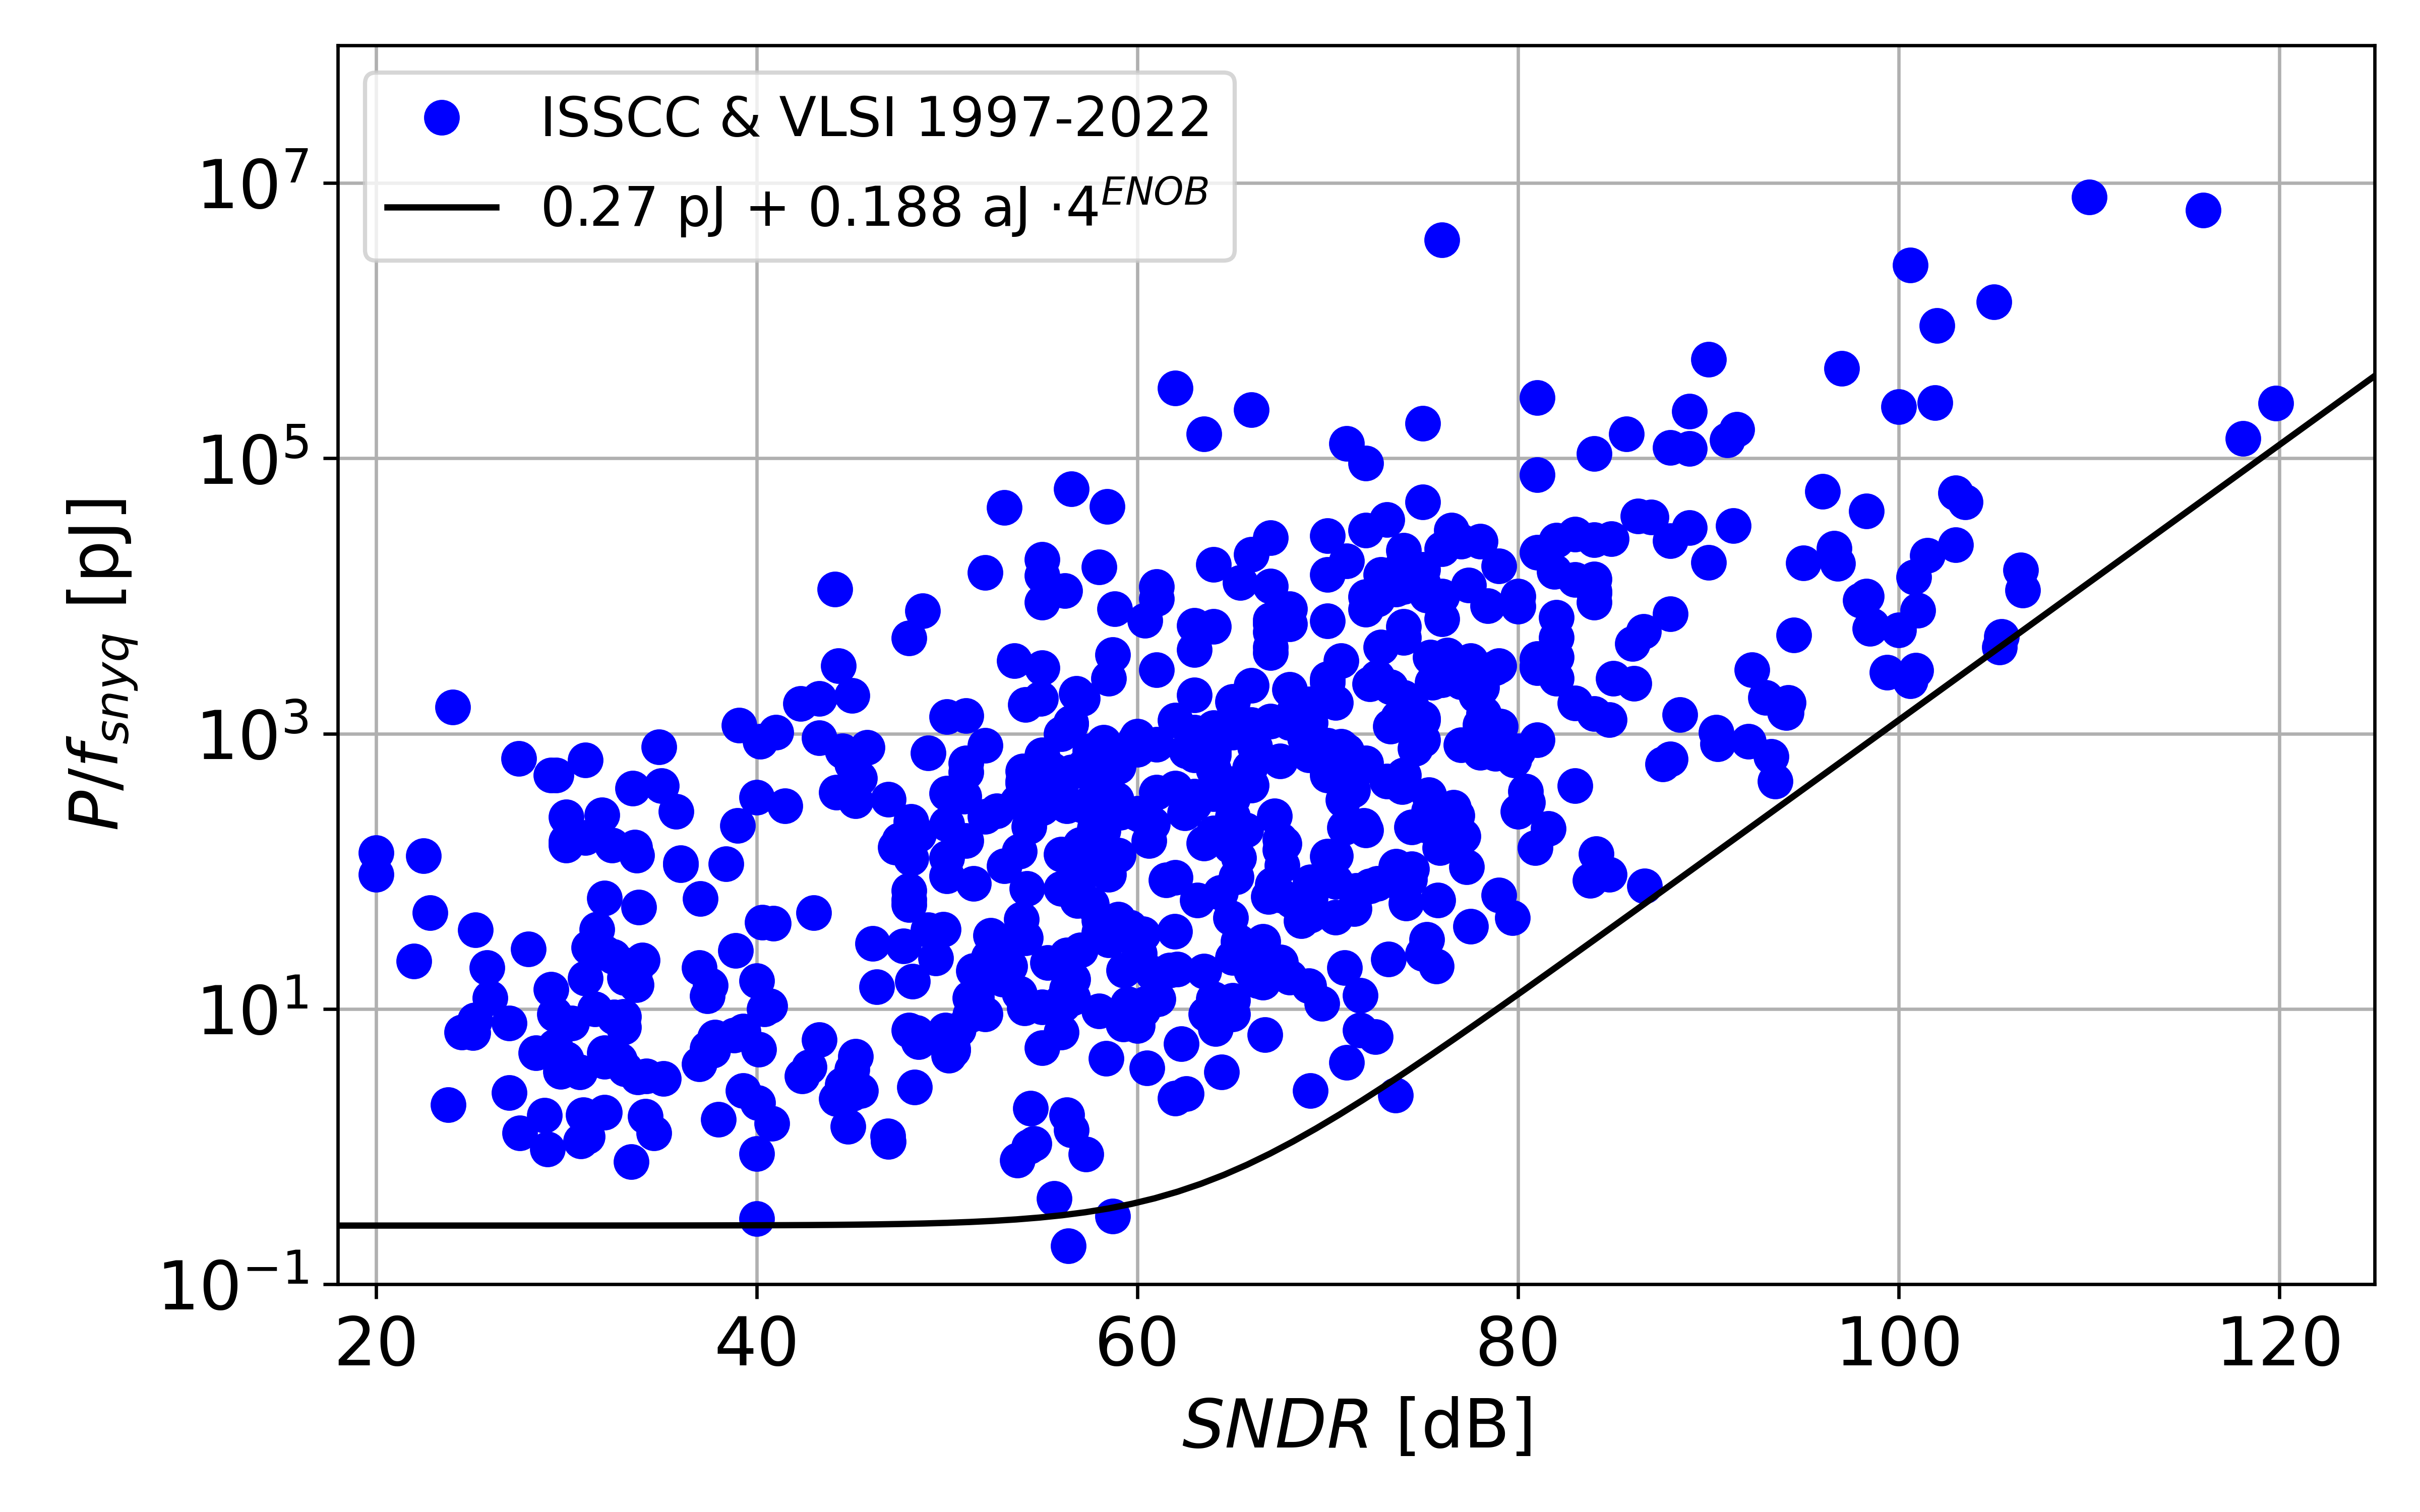 ISSCC & VLSI 1997-2022
0.27 pJ + 0.188 aJ ·4^ENOB
P/f_snyq [pJ]
10^7
10^5
10^3
10^1
10^−1
20 40 60 80 100 120
SNDR [dB]